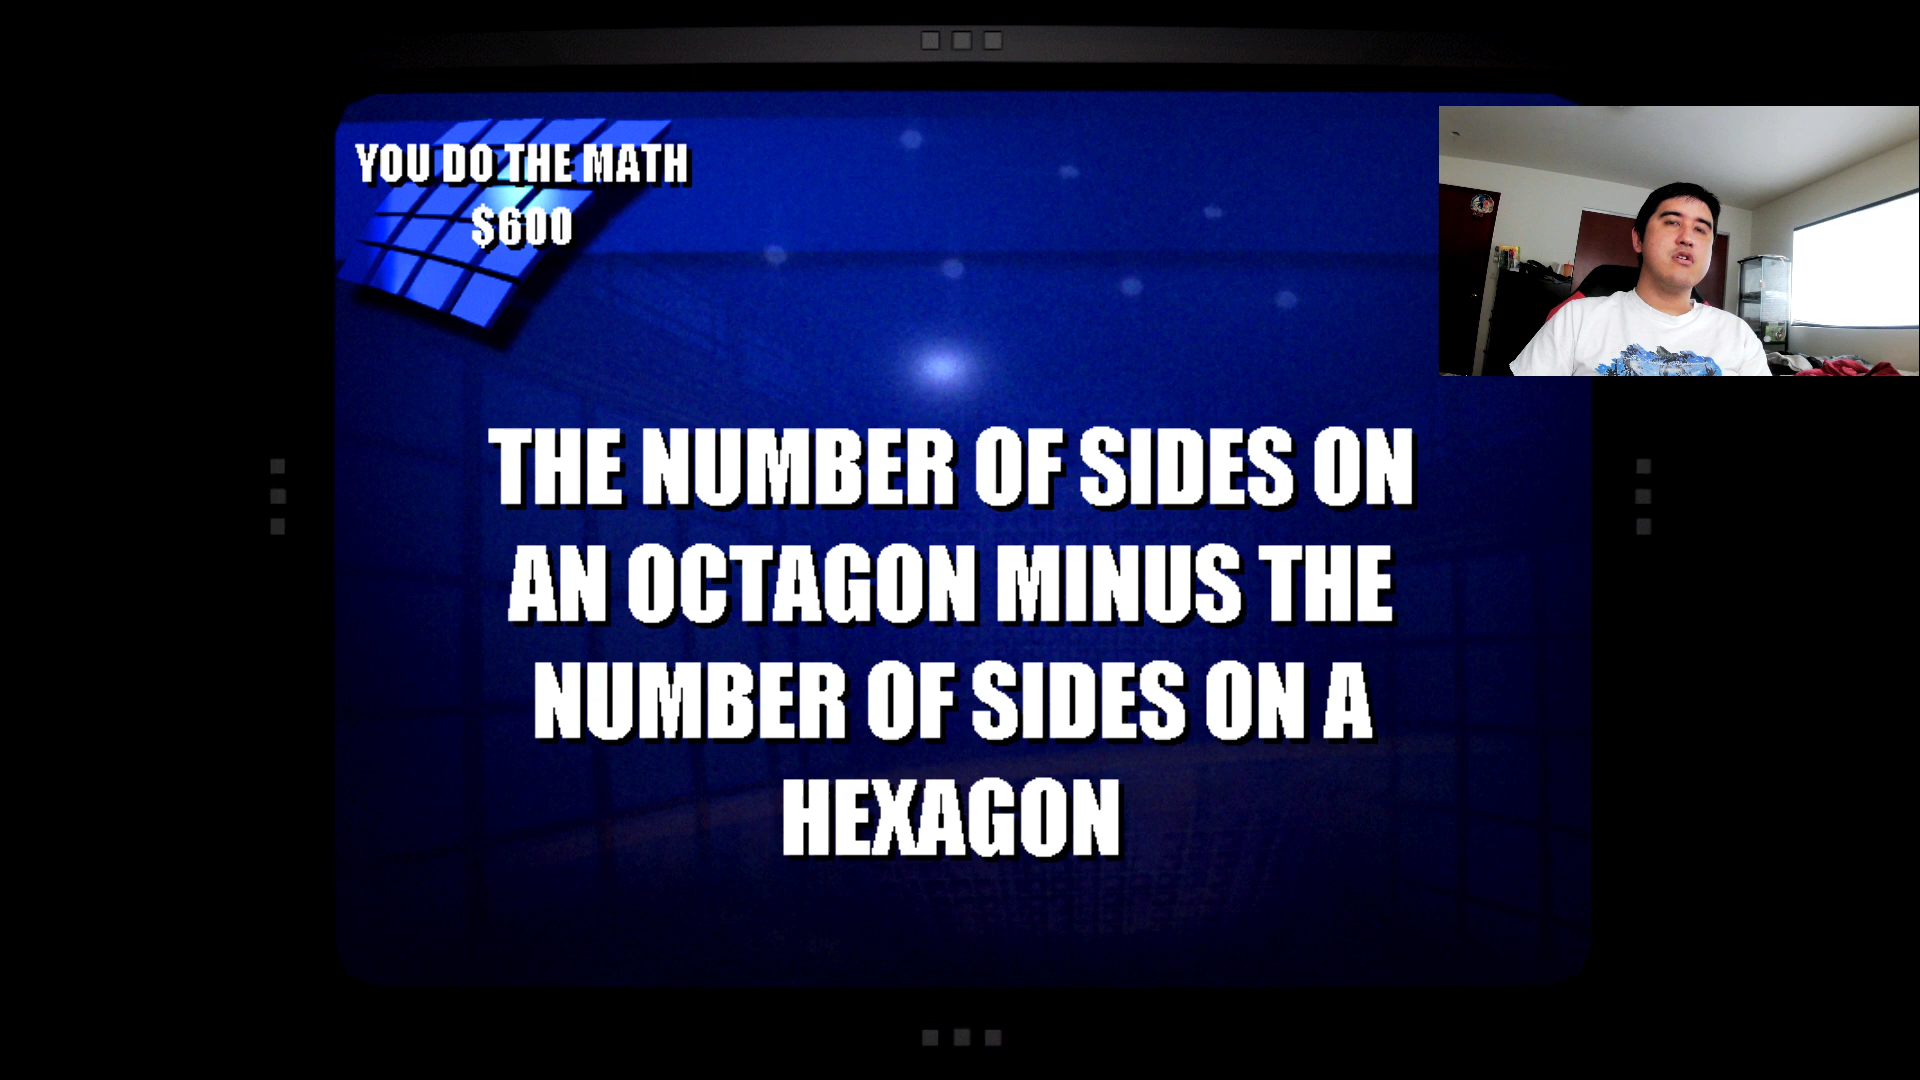 YOU DO THE MATH
$600
THE NUMBER OF SIDES ON
AN OCTAGON MINUS THE
NUMBER OF SIDES ON A
HEXAGON